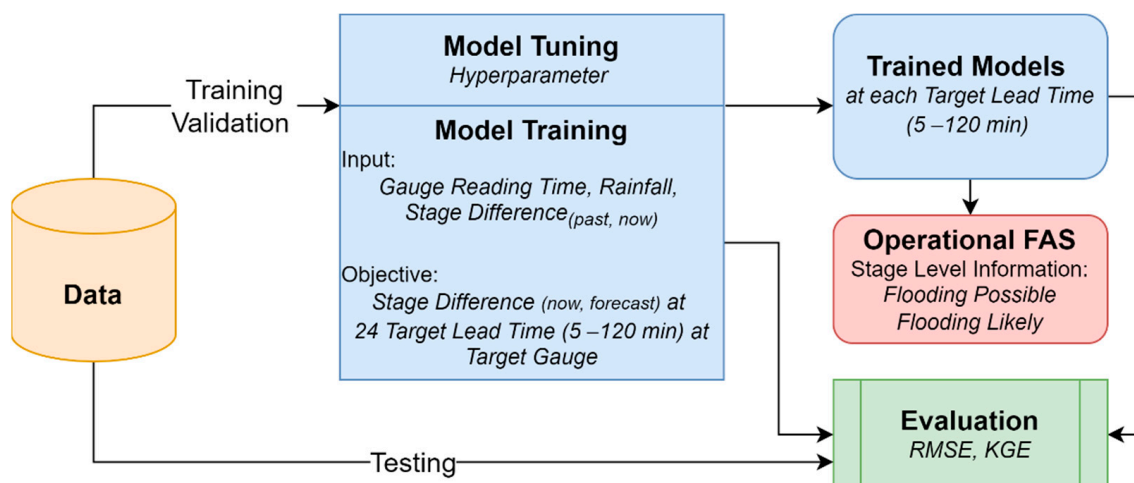 Data
Training
Validation
Model Tuning
Hyperparameter
Model Training
Input:
Gauge Reading Time, Rainfall,
Stage Difference(past, now)
Objective:
Stage Difference (now, forecast) at
24 Target Lead Time (5 –120 min) at
Target Gauge
Trained Models
at each Target Lead Time
(5 –120 min)
Operational FAS
Stage Level Information:
Flooding Possible
Flooding Likely
Testing
Evaluation
RMSE, KGE